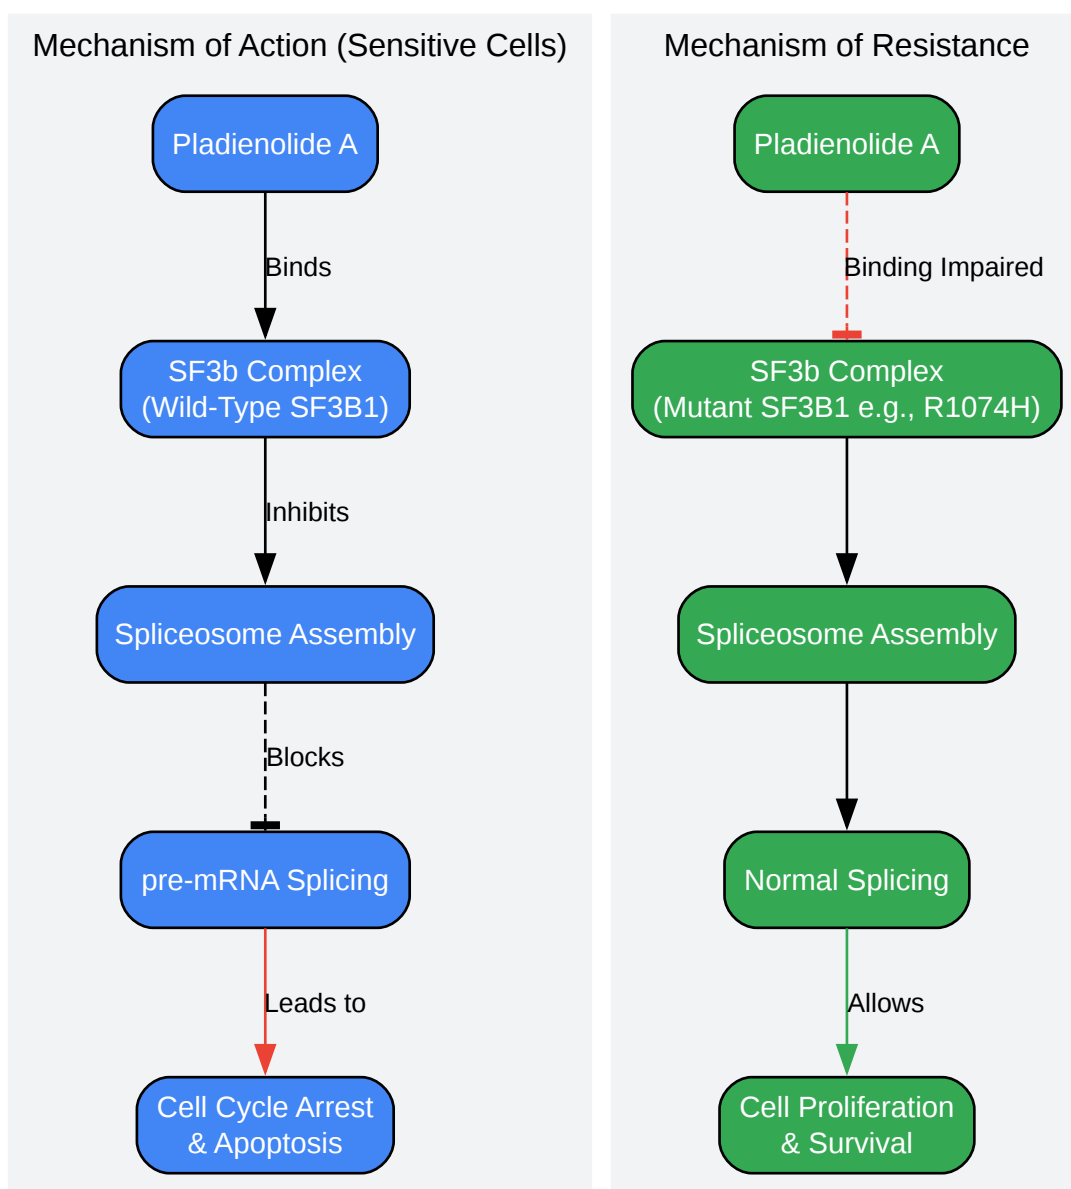 Mechanism of Action (Sensitive Cells)
Pladienolide A
Binds
SF3b Complex
(Wild-Type SF3B1)
Inhibits
Spliceosome Assembly
Blocks
pre-mRNA Splicing
Leads to
Cell Cycle Arrest
& Apoptosis
Mechanism of Resistance
Pladienolide A
Binding Impaired
SF3b Complex
(Mutant SF3B1 e.g., R1074H)
Spliceosome Assembly
Normal Splicing
Allows
Cell Proliferation
& Survival